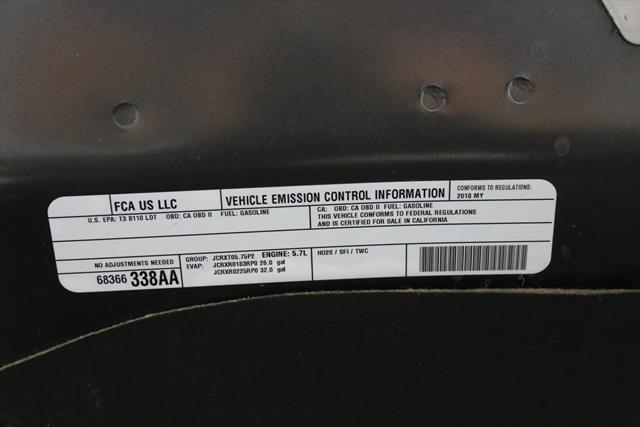 FCA US LLC
VEHICLE EMISSION CONTROL INFORMATION
CONFORMS TO REGULATIONS:
2018 MY
U.S. EPA: T3 B110 LDT OBD: CA OBD II FUEL: GASOLINE
CA: OBD: CA OBD II FUEL: GASOLINE
THIS VEHICLE CONFORMS TO FEDERAL REGULATIONS
AND IS CERTIFIED FOR SALE IN CALIFORNIA
NO ADJUSTMENTS NEEDED
68366 338AA
GROUP: JCRXT05.75P2 ENGINE: 5.7L
EVAP: JCRXR0183RP0 26.0 gal
JCRXR0225RP0 32.0 gal
HO2S / SFI / TWC